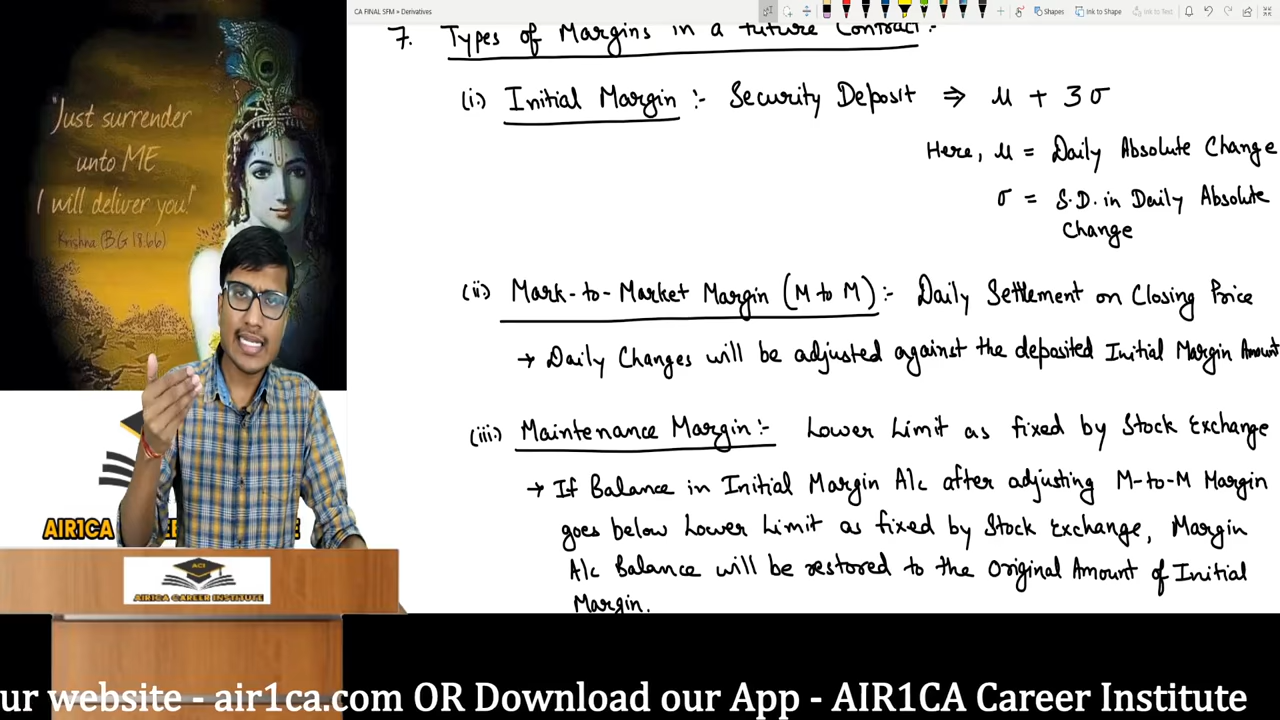 CA FINAL SFM » Derivatives
Shapes
Ink to Shape
Ink to Text
7. Types of Margins in a future Contract:-
"Just surrender
unto ME
I will deliver you!"
Krishna (BG 18:66)
(i.) Initial Margin :- Security Deposit ⇒ μ + 3σ
Here, μ = Daily Absolute Change
σ = S.D. in Daily Absolute
Change
(ii) Mark-to-Market Margin (M to M) :- Daily Settlement on Closing Price
→ Daily Changes will be adjusted against the deposited Initial Margin Amount
(iii.) Maintenance Margin :- Lower Limit as fixed by Stock Exchange
→ If Balance in Initial Margin A/c after adjusting M-to-M Margin
goes below Lower Limit as fixed by Stock Exchange, Margin
A/c Balance will be restored to the Original Amount of Initial
Margin.
AIR1CA
ACI
AIR1CA CAREER INSTITUTE
ur website - air1ca.com OR Download our App - AIR1CA Career Institute